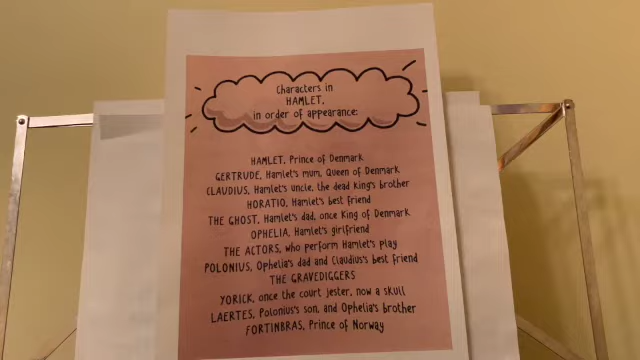 Characters in
HAMLET,
in order of appearance:
HAMLET, Prince of Denmark
GERTRUDE, Hamlet's mum, Queen of Denmark
CLAUDIUS, Hamlet's uncle, the dead King's brother
HORATIO, Hamlet's best friend
THE GHOST, Hamlet's dad, once King of Denmark
OPHELIA, Hamlet's girlfriend
THE ACTORS, who perform Hamlet's play
POLONIUS, Ophelia's dad and Claudius's best friend
THE GRAVEDIGGERS
YORICK, once the court jester, now a skull
LAERTES, Polonius's son, and Ophelia's brother
FORTINBRAS, Prince of Norway